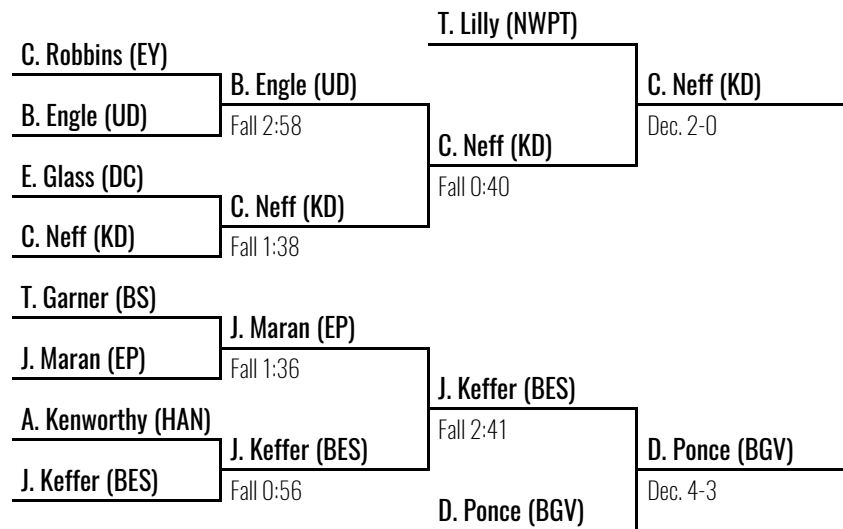 T. Lilly (NWPT)
C. Robbins (EY)
B. Engle (UD)
C. Neff (KD)
B. Engle (UD)
Fall 2:58
Dec. 2-0
C. Neff (KD)
E. Glass (DC)
Fall 0:40
C. Neff (KD)
C. Neff (KD)
Fall 1:38
T. Garner (BS)
J. Maran (EP)
J. Maran (EP)
Fall 1:36
J. Keffer (BES)
A. Kenworthy (HAN)
Fall 2:41
J. Keffer (BES)
D. Ponce (BGV)
J. Keffer (BES)
Fall 0:56
Dec. 4-3
D. Ponce (BGV)